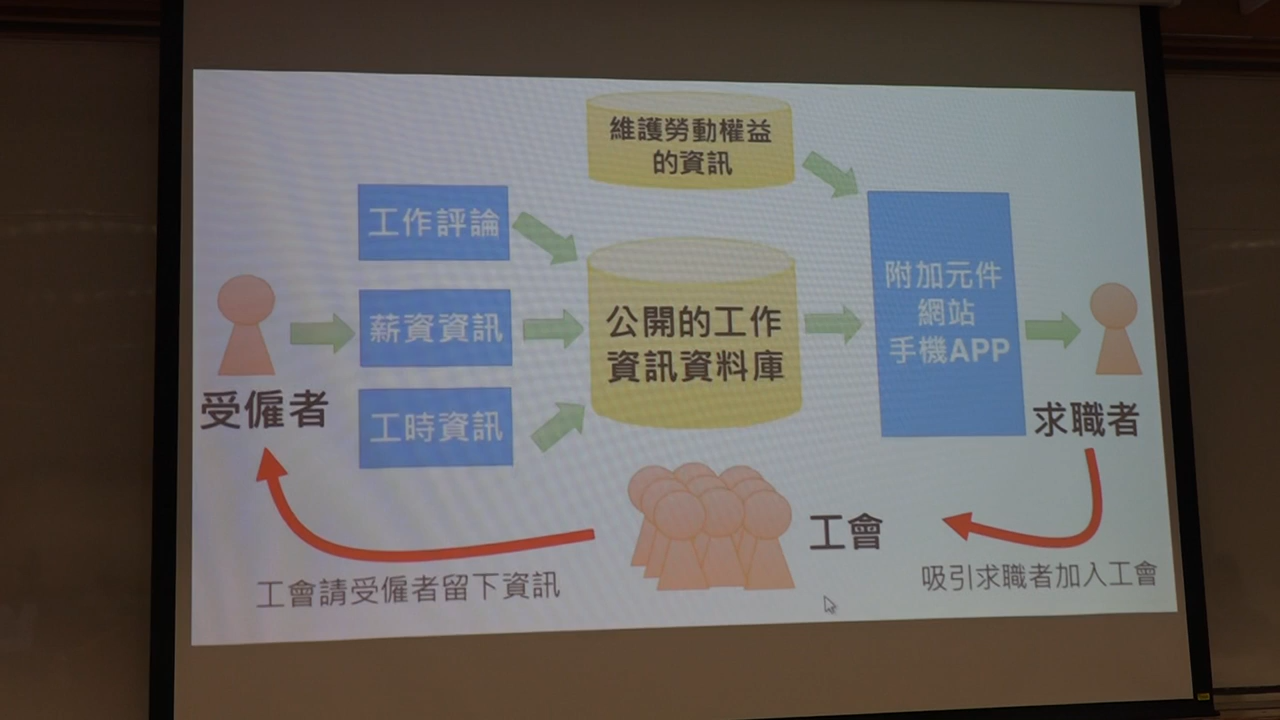 維護勞動權益
的資訊
工作評論
薪資資訊
工時資訊
公開的工作
資訊資料庫
附加元件
網站
手機APP
受僱者
求職者
工會
工會請受僱者留下資訊
吸引求職者加入工會